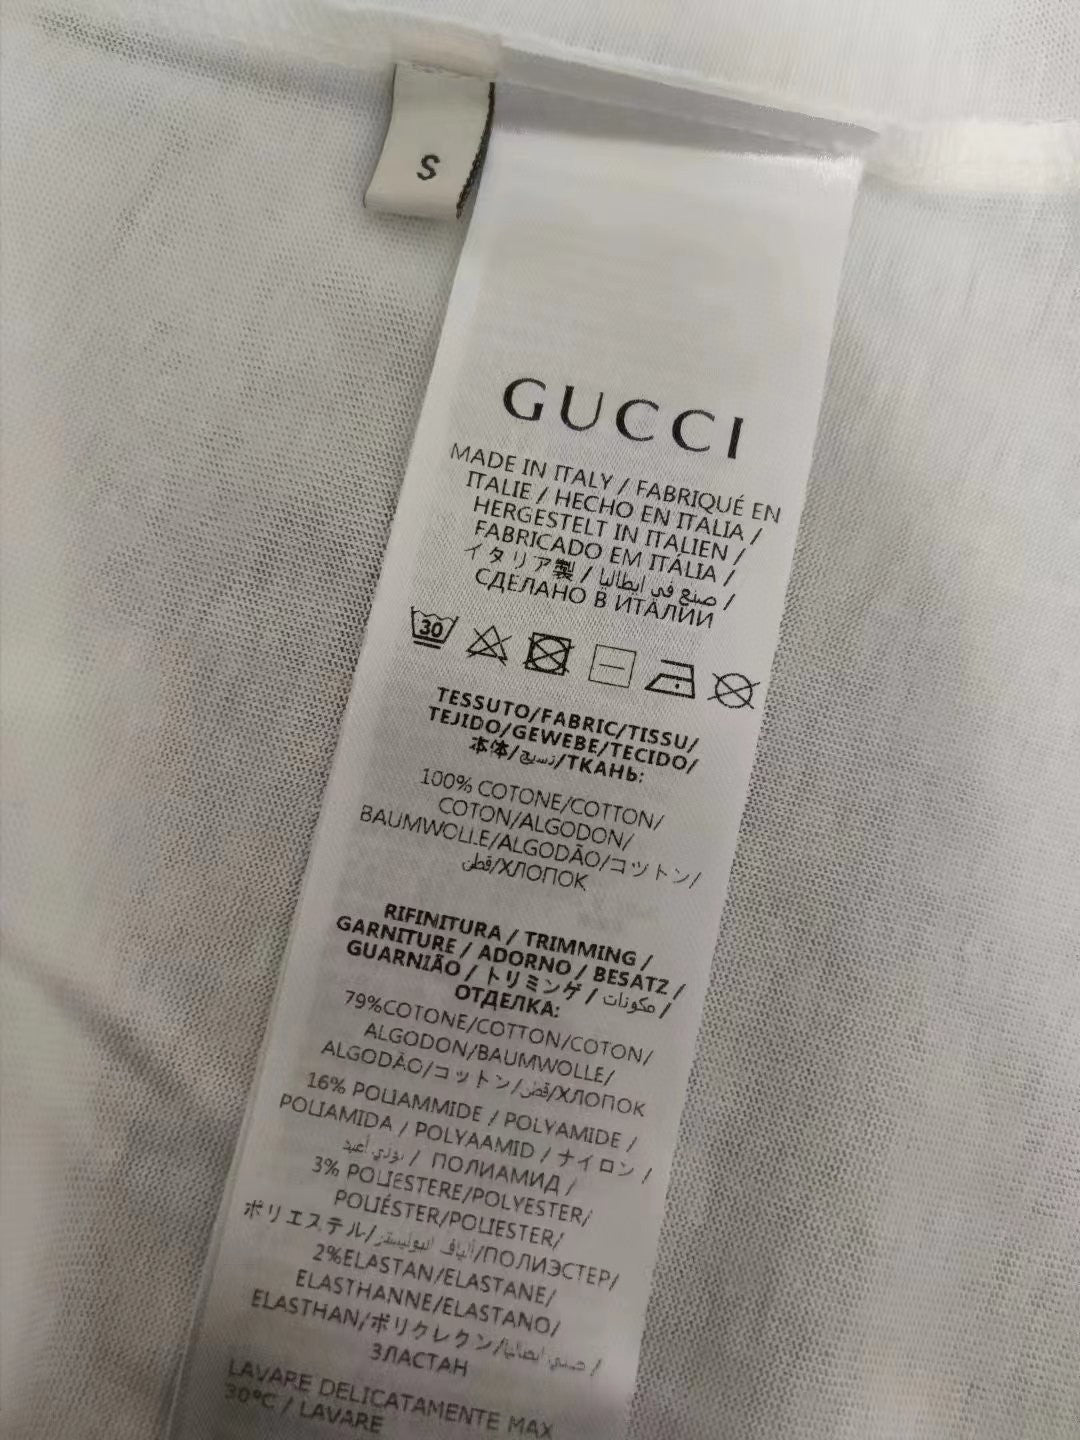 S
GUCCI
MADE IN ITALY / FABRIQUÉ EN
ITALIE / HECHO EN ITALIA /
HERGESTELT IN ITALIEN /
FABRICADO EM ITÁLIA /
イタリア製 / صنع في ايطاليا /
СДЕЛАНО В ИТАЛИИ
30
TESSUTO/FABRIC/TISSU/
TEJIDO/GEWEBE/TECIDO/
本体/نسيج/ТКАНЬ:
100% COTONE/COTTON/
COTON/ALGODON/
BAUMWOLLE/ALGODÃO/コットン/
قطن/ХЛОПОК
RIFINITURA / TRIMMING /
GARNITURE / ADORNO / BESATZ /
GUARNIÃO / トリミング / مكونات /
ОТДЕЛКА:
79%COTONE/COTTON/COTON/
ALGODON/BAUMWOLLE/
ALGODÃO/コットン/قطن/ХЛОПОК
16% POLIAMMIDE / POLYAMIDE /
POLIAMIDA / POLYAAMID / ナイロン /
/ ПОЛИАМИД /
3% POLIESTERE/POLYESTER/
POLIÉSTER/POLIESTER/
ポリエステル/ألياف البوليستر/ПОЛИЭСТЕР/
2%ELASTAN/ELASTANE/
ELASTHANNE/ELASTANO/
ELASTHAN/ポリクレクン/ /
ЗЛАСТАН
LAVARE DELICATAMENTE MAX
30°C / LAVARE